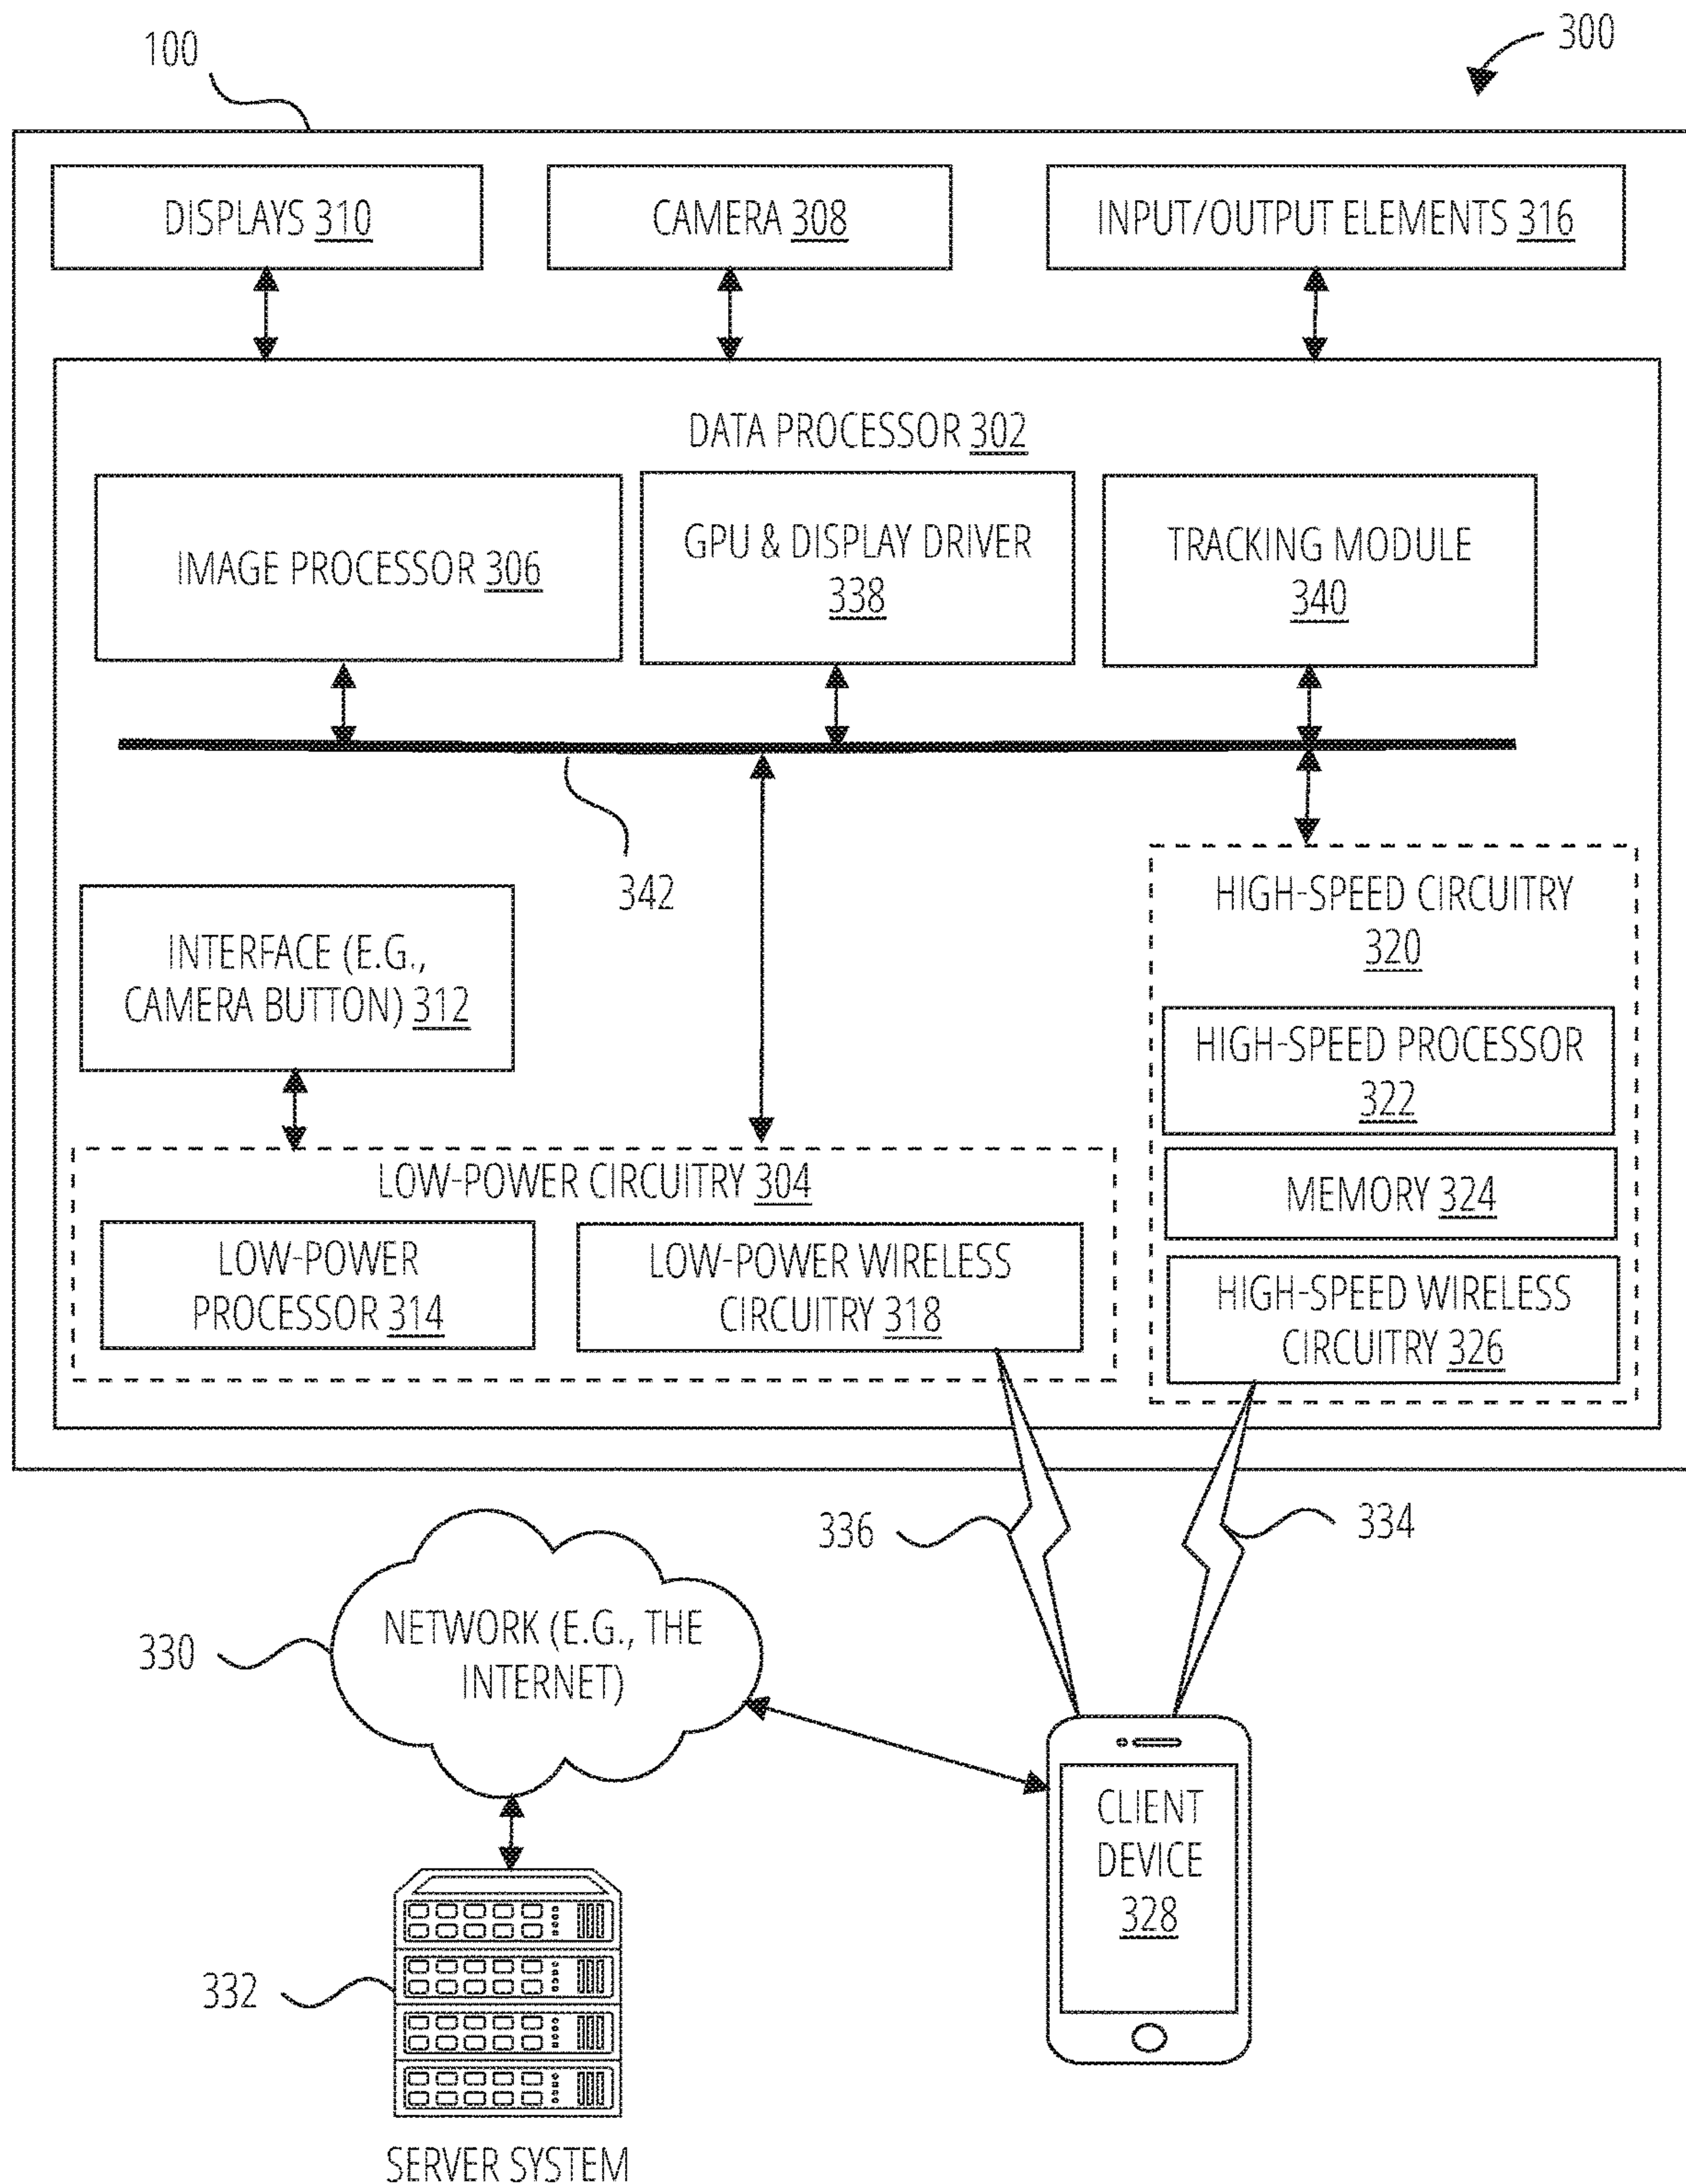 100
300
DISPLAYS 310
CAMERA 308
INPUT/OUTPUT ELEMENTS 316
DATA PROCESSOR 302
IMAGE PROCESSOR 306
GPU & DISPLAY DRIVER
338
TRACKING MODULE
340
342
INTERFACE (E.G.,
CAMERA BUTTON) 312
HIGH-SPEED CIRCUITRY
320
HIGH-SPEED PROCESSOR
322
MEMORY 324
HIGH-SPEED WIRELESS
CIRCUITRY 326
LOW-POWER CIRCUITRY 304
LOW-POWER
PROCESSOR 314
LOW-POWER WIRELESS
CIRCUITRY 318
336
334
330
NETWORK (E.G., THE
INTERNET)
CLIENT
DEVICE
328
332
SERVER SYSTEM